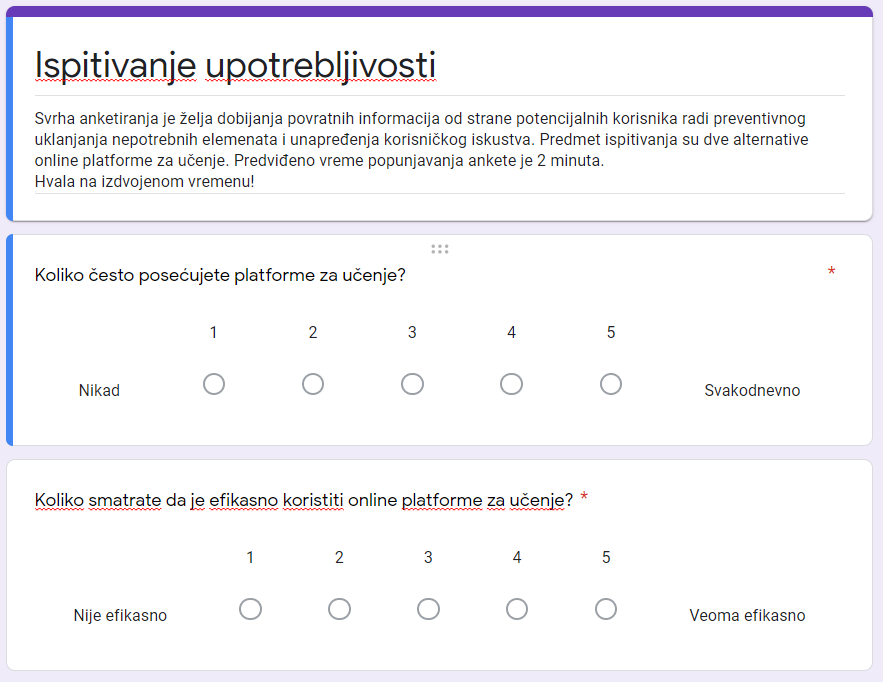 Ispitivanje upotrebljivosti
Svrha anketiranja je želja dobijanja povratnih informacija od strane potencijalnih korisnika radi preventivnog
uklanjanja nepotrebnih elemenata i unapređenja korisničkog iskustva. Predmet ispitivanja su dve alternative
online platforme za učenje. Predviđeno vreme popunjavanja ankete je 2 minuta.
Hvala na izdvojenom vremenu!
Koliko često posećujete platforme za učenje? *
1 2 3 4 5
Nikad Svakodnevno
Koliko smatrate da je efikasno koristiti online platforme za učenje? *
1 2 3 4 5
Nije efikasno Veoma efikasno